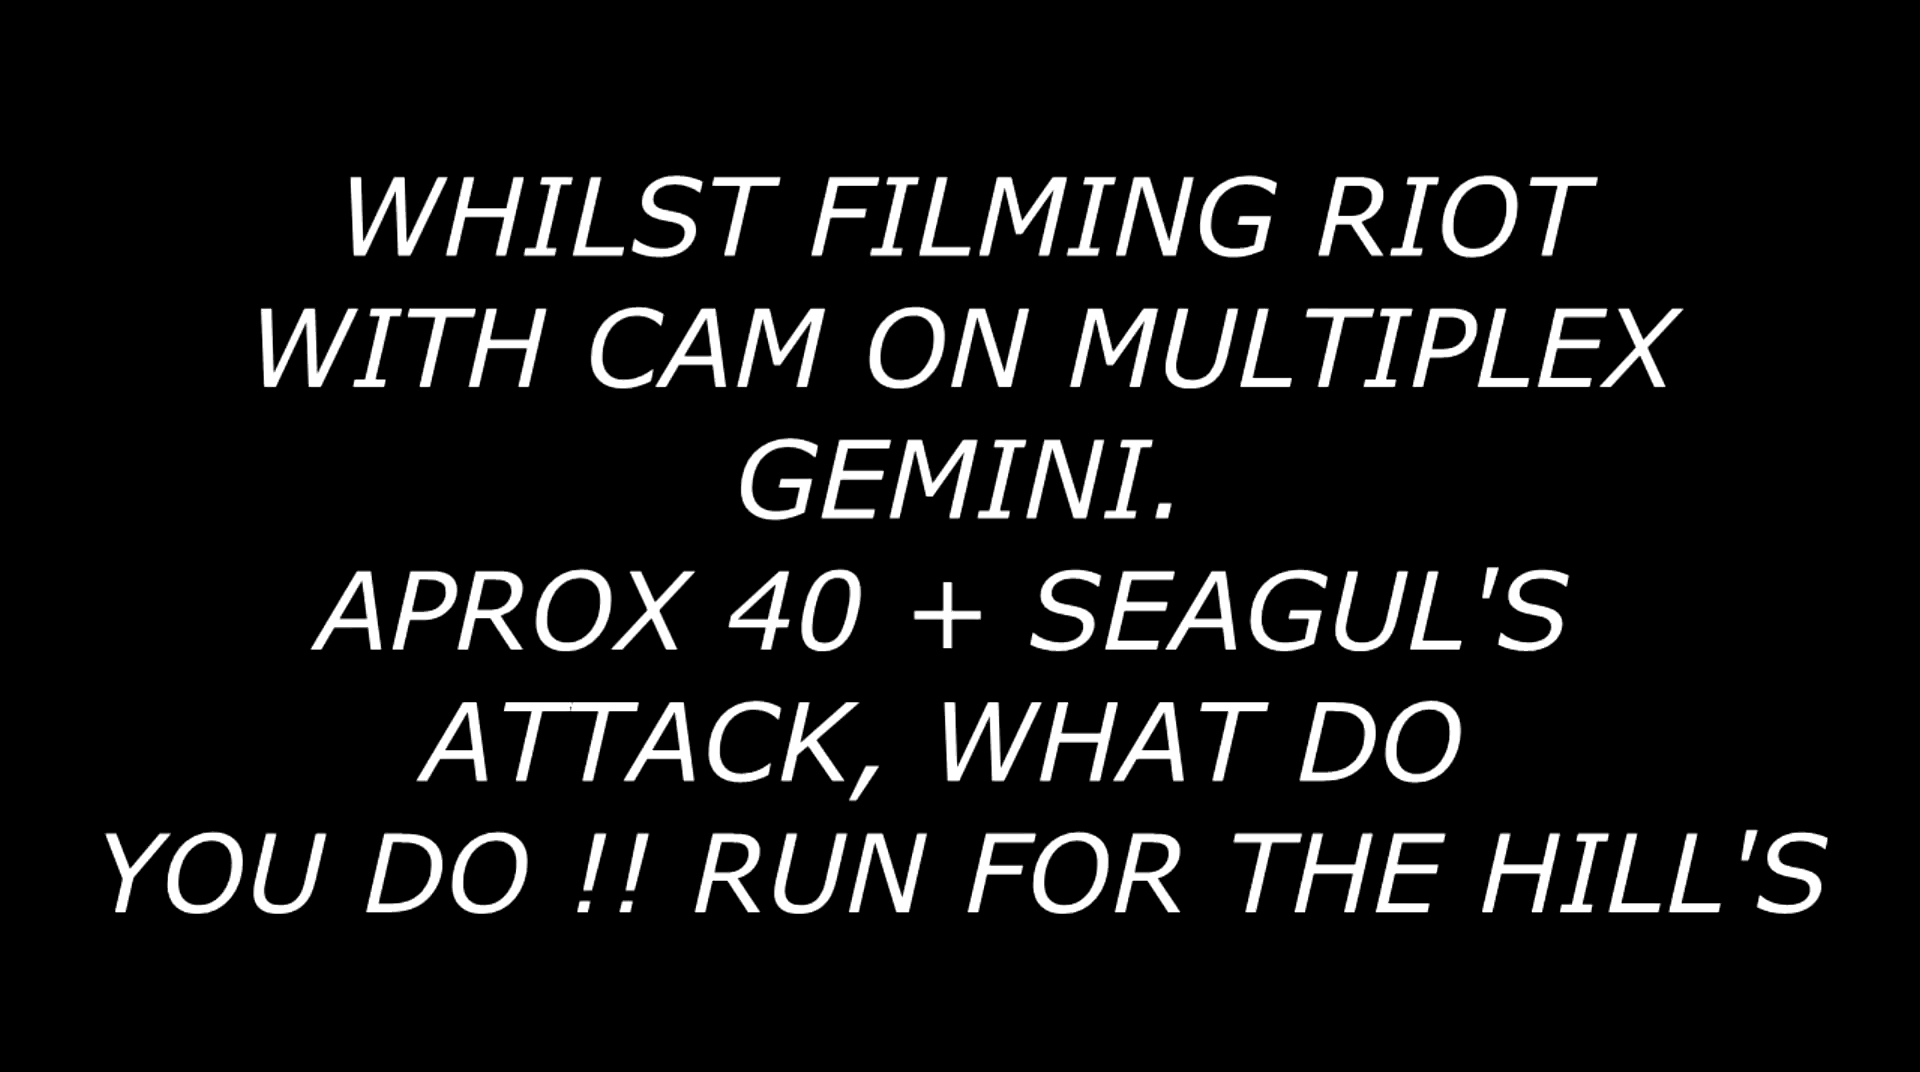 WHILST FILMING RIOT
WITH CAM ON MULTIPLEX
GEMINI.
APROX 40 + SEAGUL'S
ATTACK, WHAT DO
YOU DO !! RUN FOR THE HILL'S